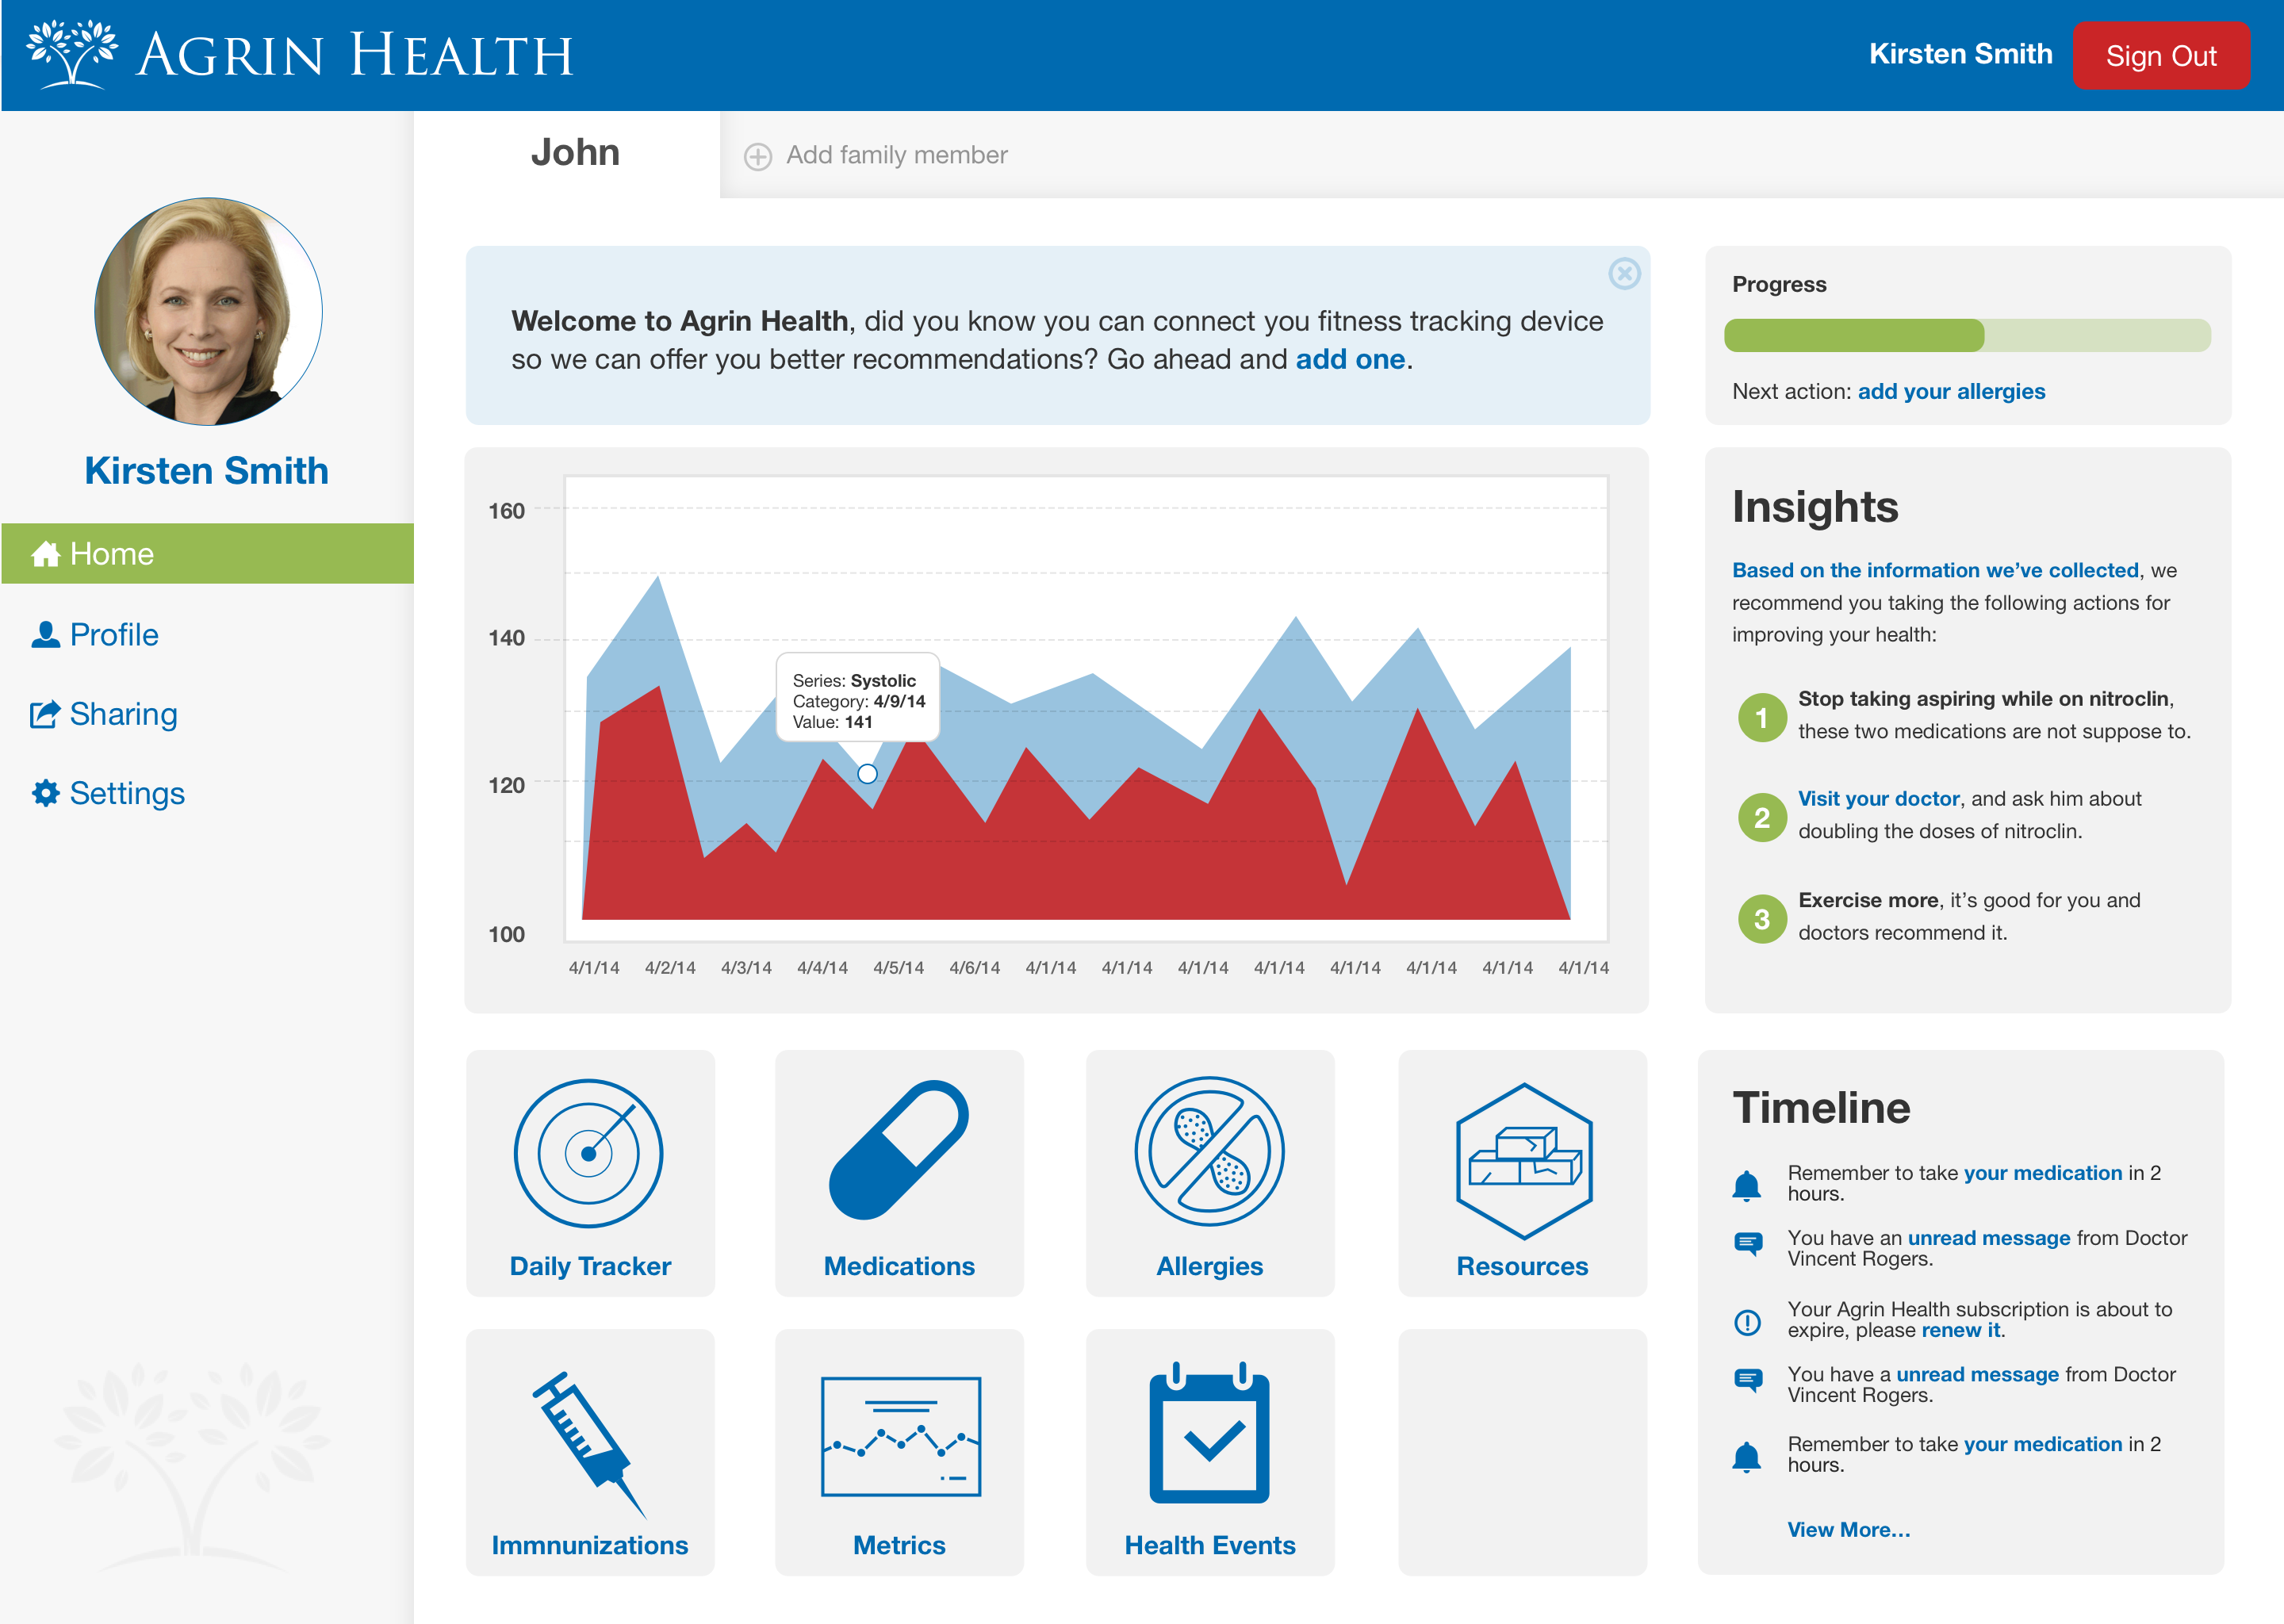 AGRIN HEALTH
Kirsten Smith
Sign Out
John
Add family member
Kirsten Smith
Home
Profile
Sharing
Settings
Welcome to Agrin Health, did you know you can connect you fitness tracking device
so we can offer you better recommendations? Go ahead and add one.
Progress
Next action: add your allergies
160
140
120
100
Series: Systolic
Category: 4/9/14
Value: 141
4/1/14 4/2/14 4/3/14 4/4/14 4/5/14 4/6/14 4/1/14 4/1/14 4/1/14 4/1/14 4/1/14 4/1/14 4/1/14 4/1/14
Insights
Based on the information we've collected, we
recommend you taking the following actions for
improving your health:
1
Stop taking aspiring while on nitroclin,
these two medications are not suppose to.
2
Visit your doctor, and ask him about
doubling the doses of nitroclin.
3
Exercise more, it's good for you and
doctors recommend it.
Daily Tracker
Medications
Allergies
Resources
Immnunizations
Metrics
Health Events
Timeline
Remember to take your medication in 2
hours.
You have an unread message from Doctor
Vincent Rogers.
Your Agrin Health subscription is about to
expire, please renew it.
You have a unread message from Doctor
Vincent Rogers.
Remember to take your medication in 2
hours.
View More...